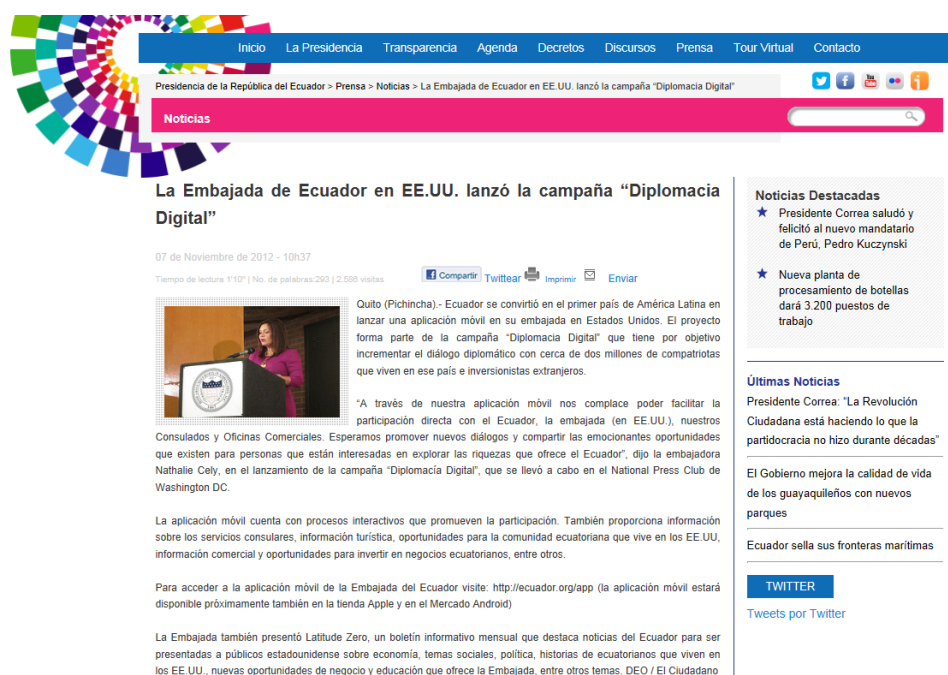 Inicio La Presidencia Transparencia Agenda Decretos Discursos Prensa Tour Virtual Contacto
Presidencia de la República del Ecuador > Prensa > Noticias > La Embajada de Ecuador en EE.UU. lanzó la campaña “Diplomacia Digital”
Noticias
La Embajada de Ecuador en EE.UU. lanzó la campaña “Diplomacia
Digital”
07 de Noviembre de 2012 - 10h37
Tiempo de lectura 1'10" | No. de palabras:293 | 2.586 visitas
Compartir Twittear Imprimir Enviar
Quito (Pichincha).- Ecuador se convirtió en el primer país de América Latina en
lanzar una aplicación móvil en su embajada en Estados Unidos. El proyecto
forma parte de la campaña “Diplomacia Digital” que tiene por objetivo
incrementar el diálogo diplomático con cerca de dos millones de compatriotas
que viven en ese país e inversionistas extranjeros.
“A través de nuestra aplicación móvil nos complace poder facilitar la
participación directa con el Ecuador, la embajada (en EE.UU.), nuestros
Consulados y Oficinas Comerciales. Esperamos promover nuevos diálogos y compartir las emocionantes oportunidades
que existen para personas que están interesadas en explorar las riquezas que ofrece el Ecuador”, dijo la embajadora
Nathalie Cely, en el lanzamiento de la campaña “Diplomacía Digital”, que se llevó a cabo en el National Press Club de
Washington DC.
La aplicación móvil cuenta con procesos interactivos que promueven la participación. También proporciona información
sobre los servicios consulares, información turística, oportunidades para la comunidad ecuatoriana que vive en los EE.UU,
información comercial y oportunidades para invertir en negocios ecuatorianos, entre otros.
Para acceder a la aplicación móvil de la Embajada del Ecuador visite: http://ecuador.org/app (la aplicación móvil estará
disponible próximamente también en la tienda Apple y en el Mercado Android)
La Embajada también presentó Latitude Zero, un boletín informativo mensual que destaca noticias del Ecuador para ser
presentadas a públicos estadounidense sobre economía, temas sociales, política, historias de ecuatorianos que viven en
los EE.UU., nuevas oportunidades de negocio y educación que ofrece la Embajada, entre otros temas. DEO / El Ciudadano
Noticias Destacadas
Presidente Correa saludó y
felicitó al nuevo mandatario
de Perú, Pedro Kuczynski
Nueva planta de
procesamiento de botellas
dará 3.200 puestos de
trabajo
Últimas Noticias
Presidente Correa: “La Revolución
Ciudadana está haciendo lo que la
partidocracia no hizo durante décadas”
El Gobierno mejora la calidad de vida
de los guayaquileños con nuevos
parques
Ecuador sella sus fronteras marítimas
TWITTER
Tweets por Twitter